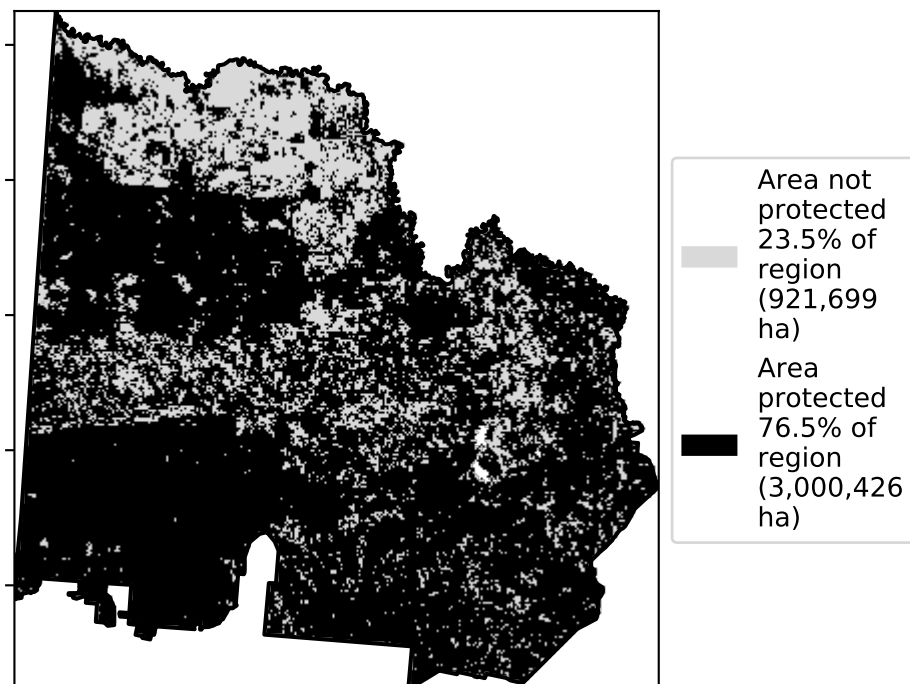 Area not
protected
23.5% of
region
(921,699
ha)
Area
protected
76.5% of
region
(3,000,426
ha)